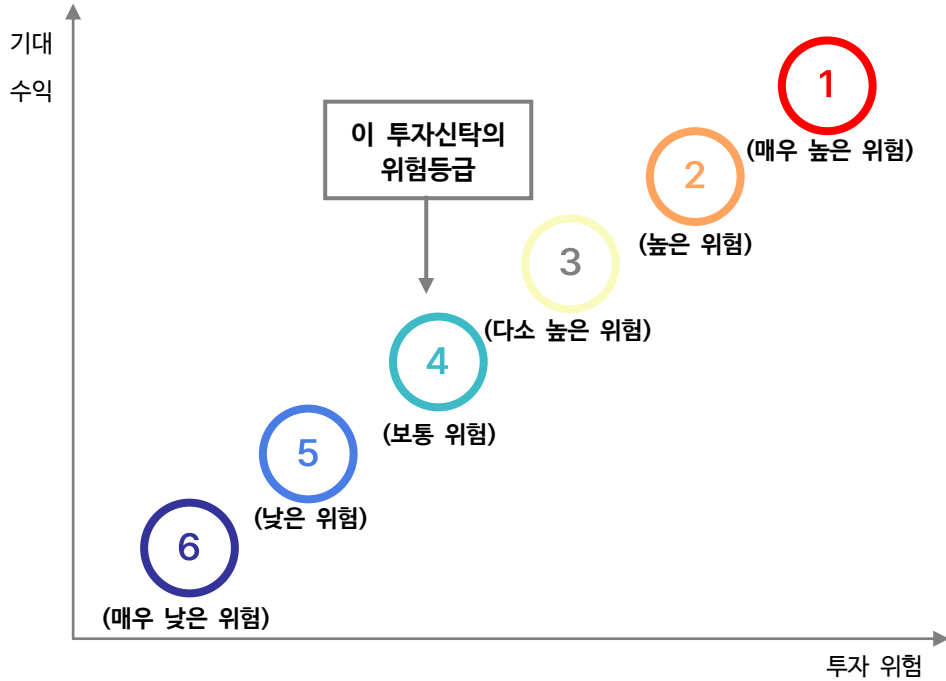 기대
수익
1
(매우 높은 위험)
이 투자신탁의
위험등급
2
(높은 위험)
3
(다소 높은 위험)
4
(보통 위험)
5
(낮은 위험)
6
(매우 낮은 위험)
투자 위험